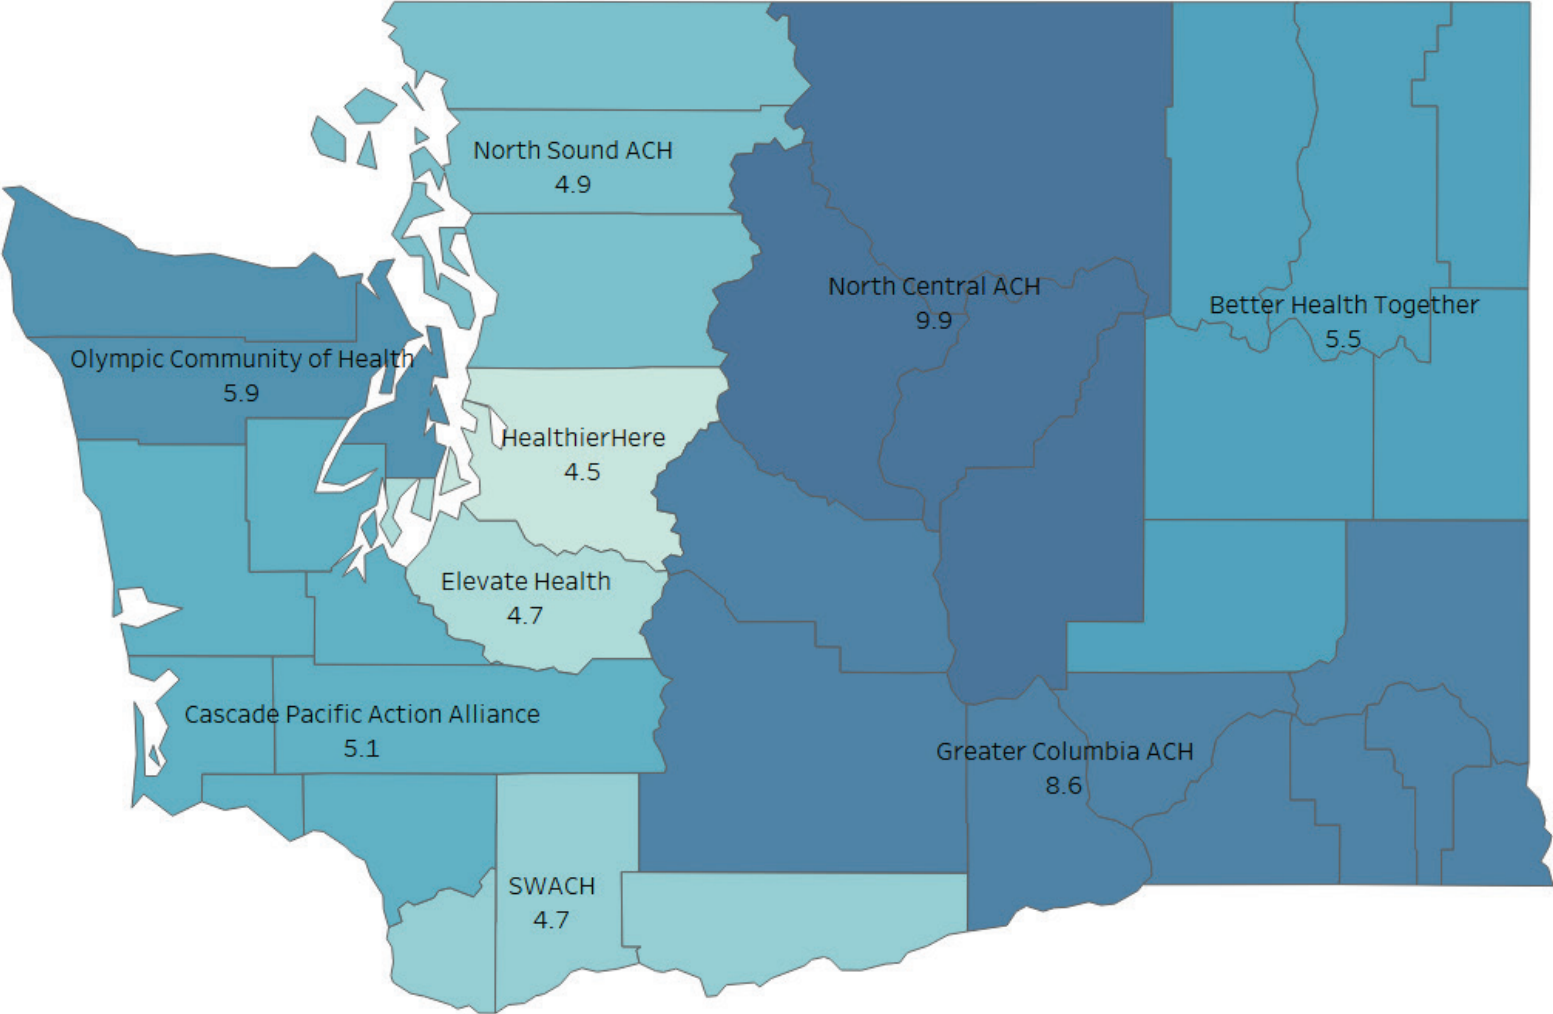 North Sound ACH
4.9
North Central ACH
9.9
Better Health Together
5.5
Olympic Community of Health
5.9
HealthierHere
4.5
Elevate Health
4.7
Cascade Pacific Action Alliance
5.1
Greater Columbia ACH
8.6
SWACH
4.7